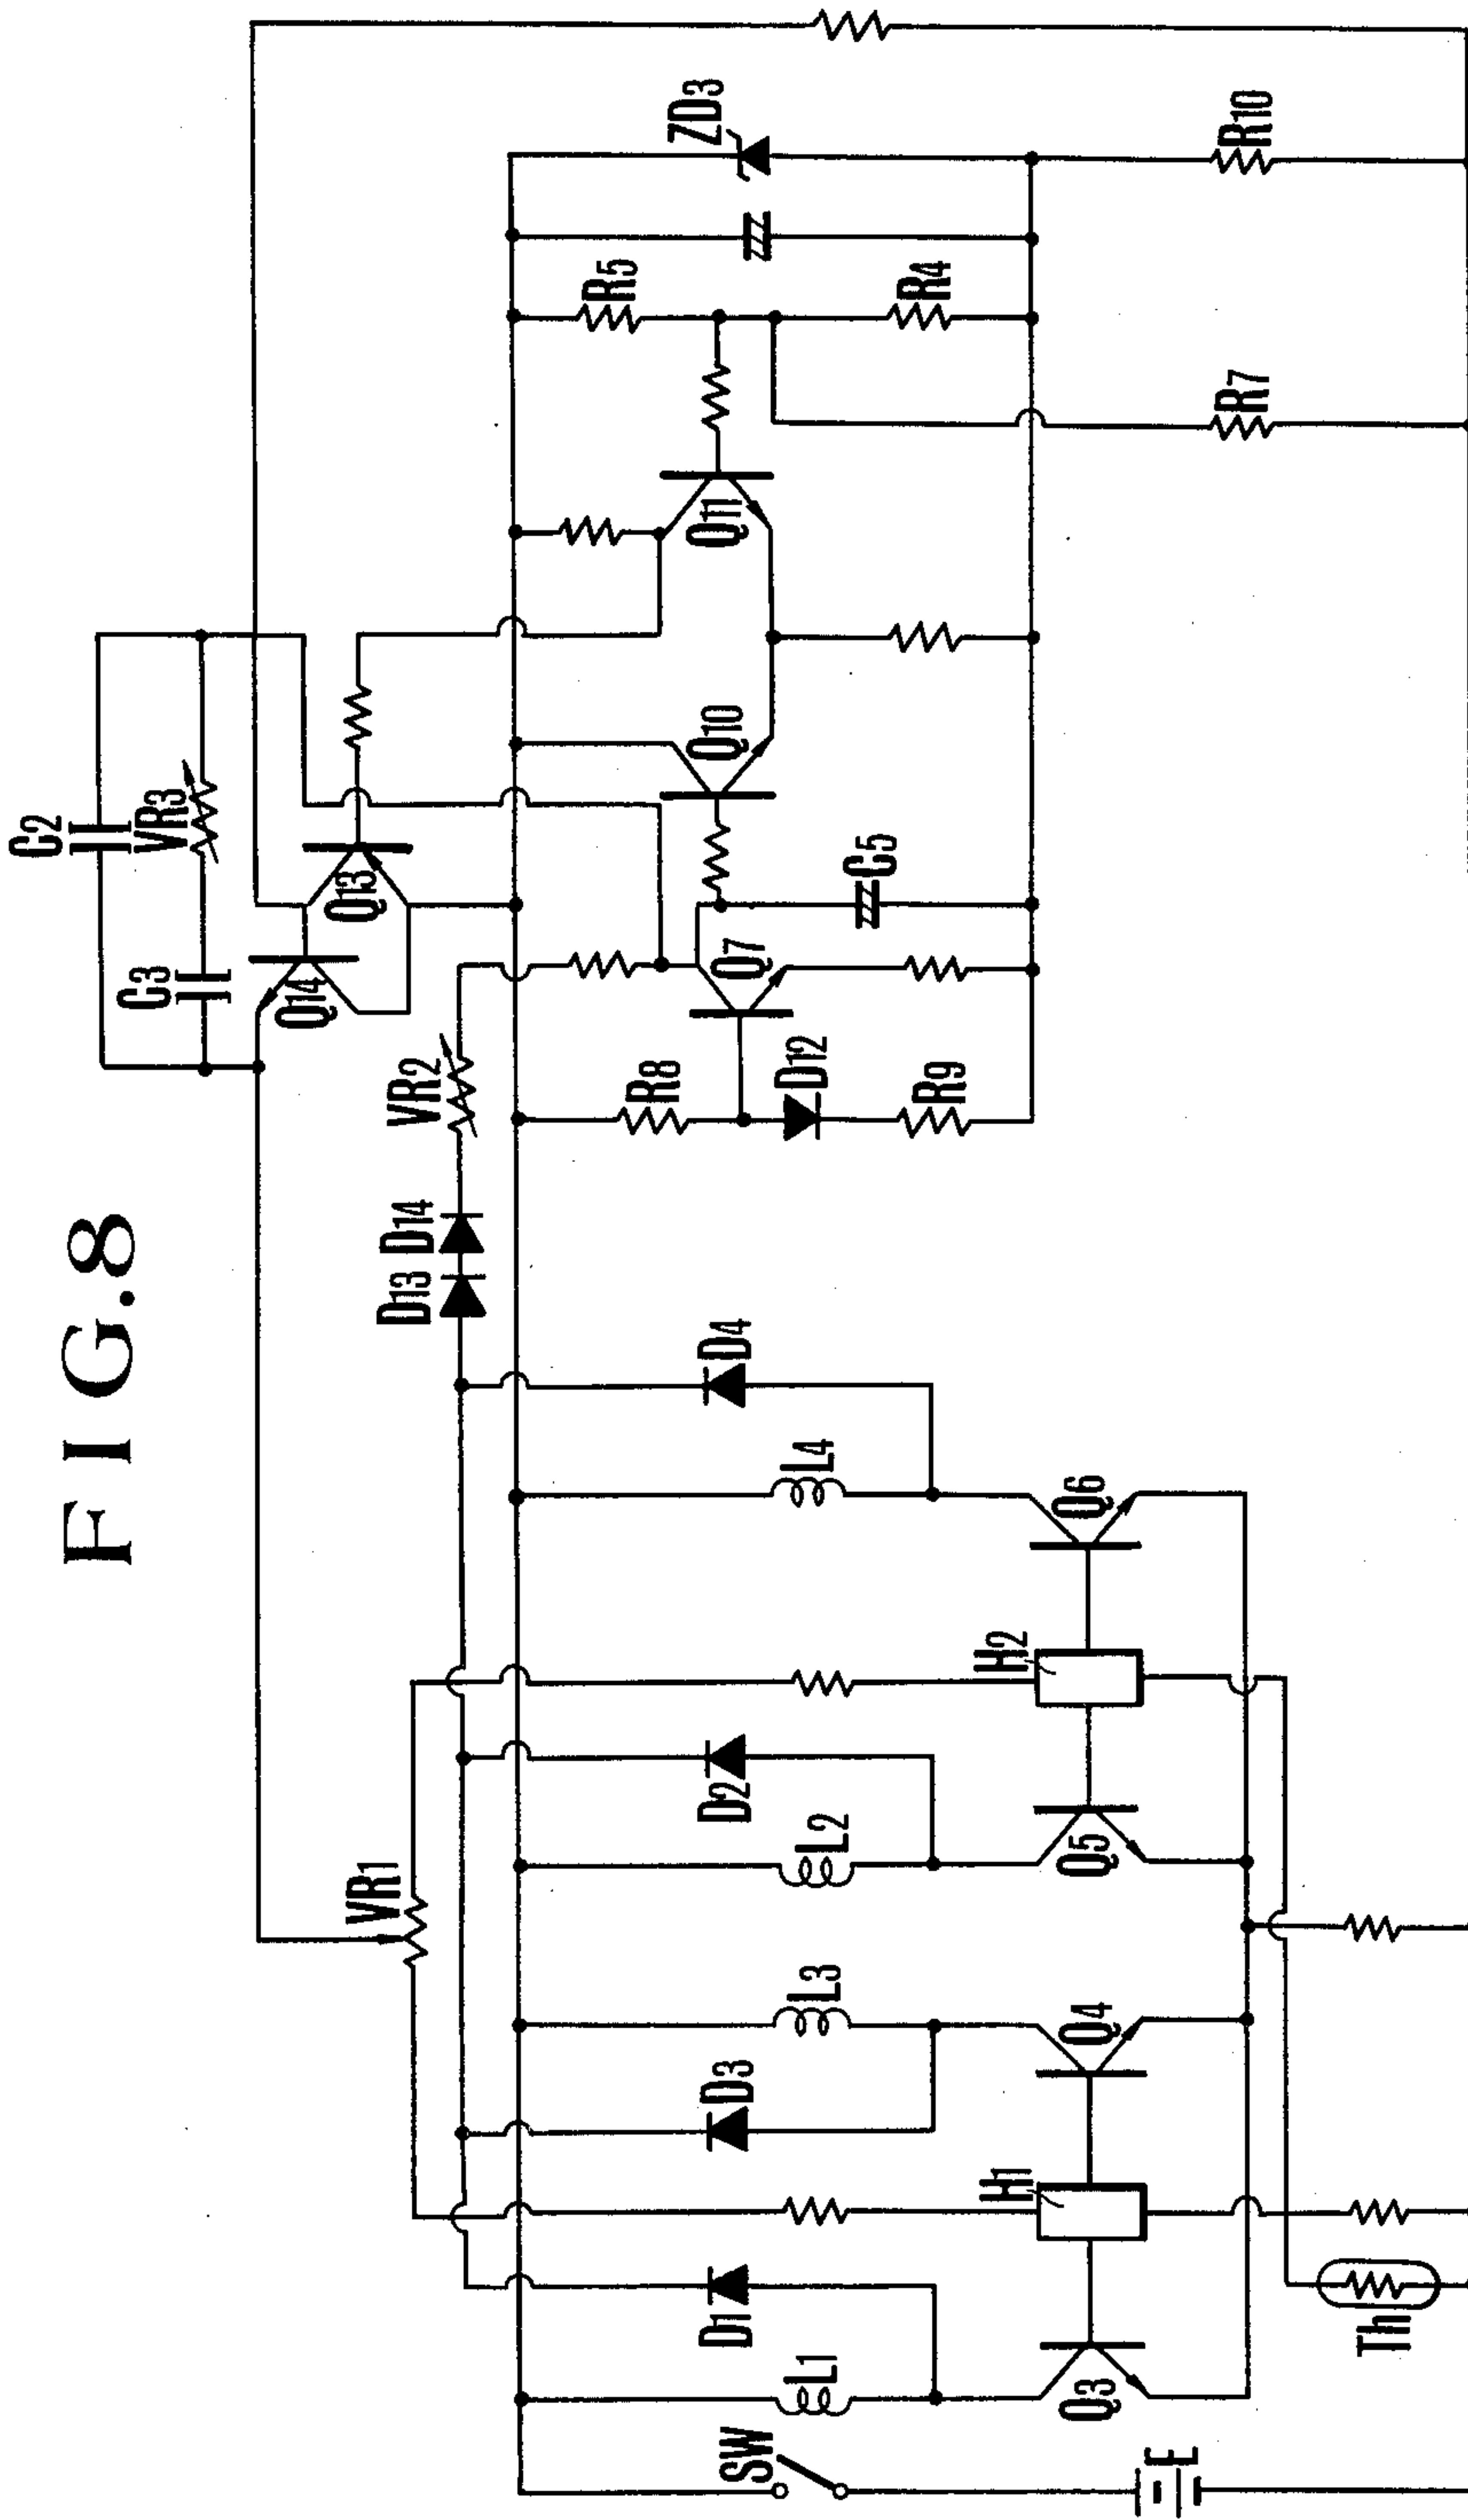 FIG.8
C2
VR3
C3
Q14
Q13
VR2
D13
D14
VR1
SW
E
L1
D1
Q3
H1
D3
L3
Q4
Th
L2
D2
Q5
H2
L4
D4
Q6
R8
D12
R9
Q7
C5
Q10
Q11
R5
R4
R7
ZD3
R10